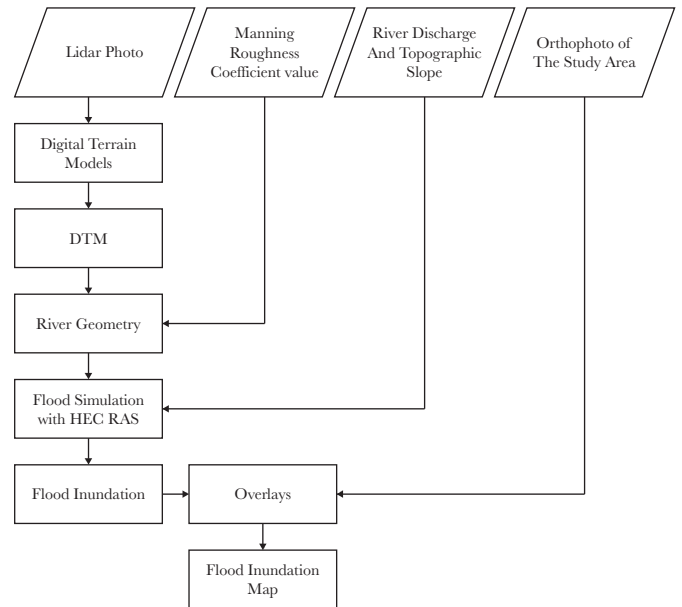 Lidar Photo
Manning
Roughness
Coefficient value
River Discharge
And Topographic
Slope
Orthophoto of
The Study Area
Digital Terrain
Models
DTM
River Geometry
Flood Simulation
with HEC RAS
Flood Inundation
Overlays
Flood Inundation
Map